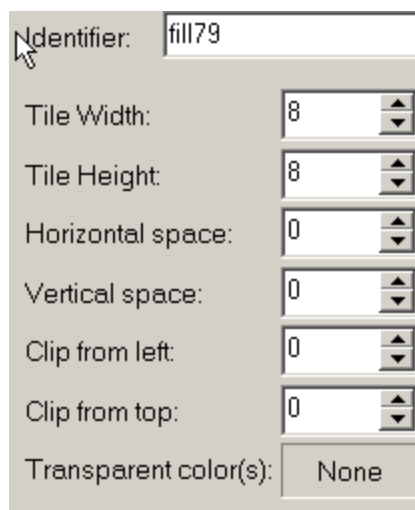 Identifier: fill79
Tile Width: 8
Tile Height: 8
Horizontal space: 0
Vertical space: 0
Clip from left: 0
Clip from top: 0
Transparent color(s): None